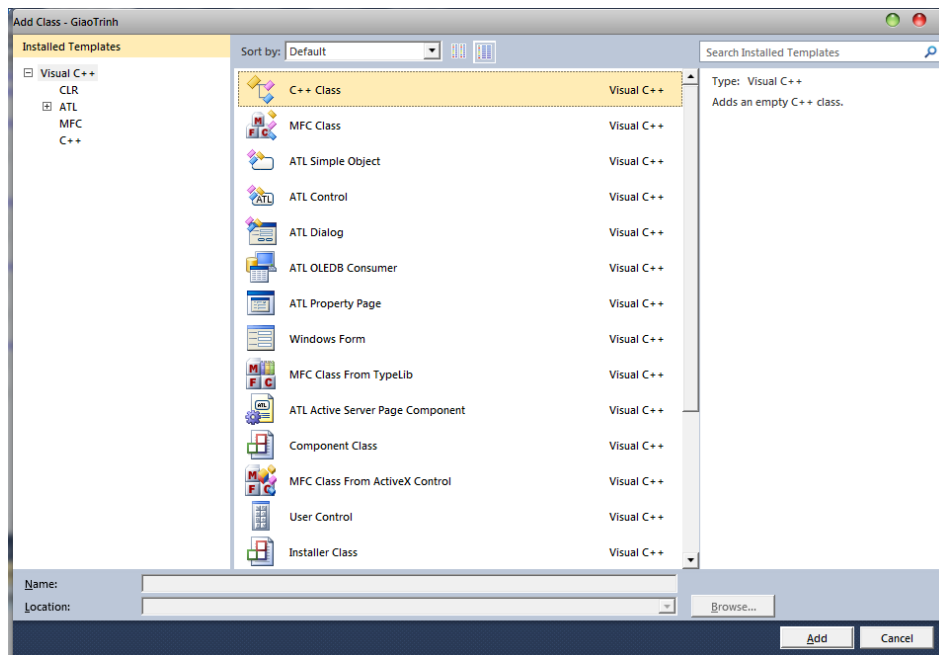 Add Class - GiaoTrinh
Installed Templates
Visual C++
CLR
ATL
MFC
C++
Sort by: Default
C++ Class Visual C++
MFC Class Visual C++
ATL Simple Object Visual C++
ATL Control Visual C++
ATL Dialog Visual C++
ATL OLEDB Consumer Visual C++
ATL Property Page Visual C++
Windows Form Visual C++
MFC Class From TypeLib Visual C++
ATL Active Server Page Component Visual C++
Component Class Visual C++
MFC Class From ActiveX Control Visual C++
User Control Visual C++
Installer Class Visual C++
Search Installed Templates
Type: Visual C++
Adds an empty C++ class.
Name:
Location:
Browse...
Add Cancel